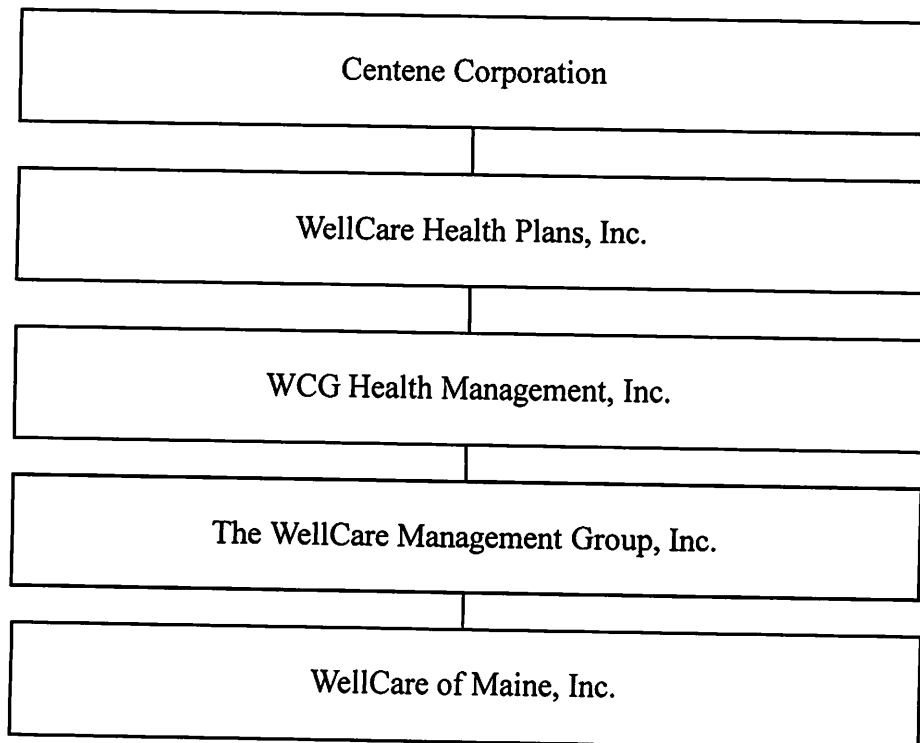 Centene Corporation
WellCare Health Plans, Inc.
WCG Health Management, Inc.
The WellCare Management Group, Inc.
WellCare of Maine, Inc.